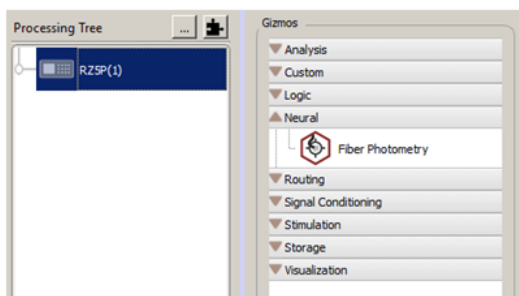 Processing Tree
...
RZ5P(1)
Gizmos
Analysis
Custom
Logic
Neural
Fiber Photometry
Routing
Signal Conditioning
Stimulation
Storage
Visualization